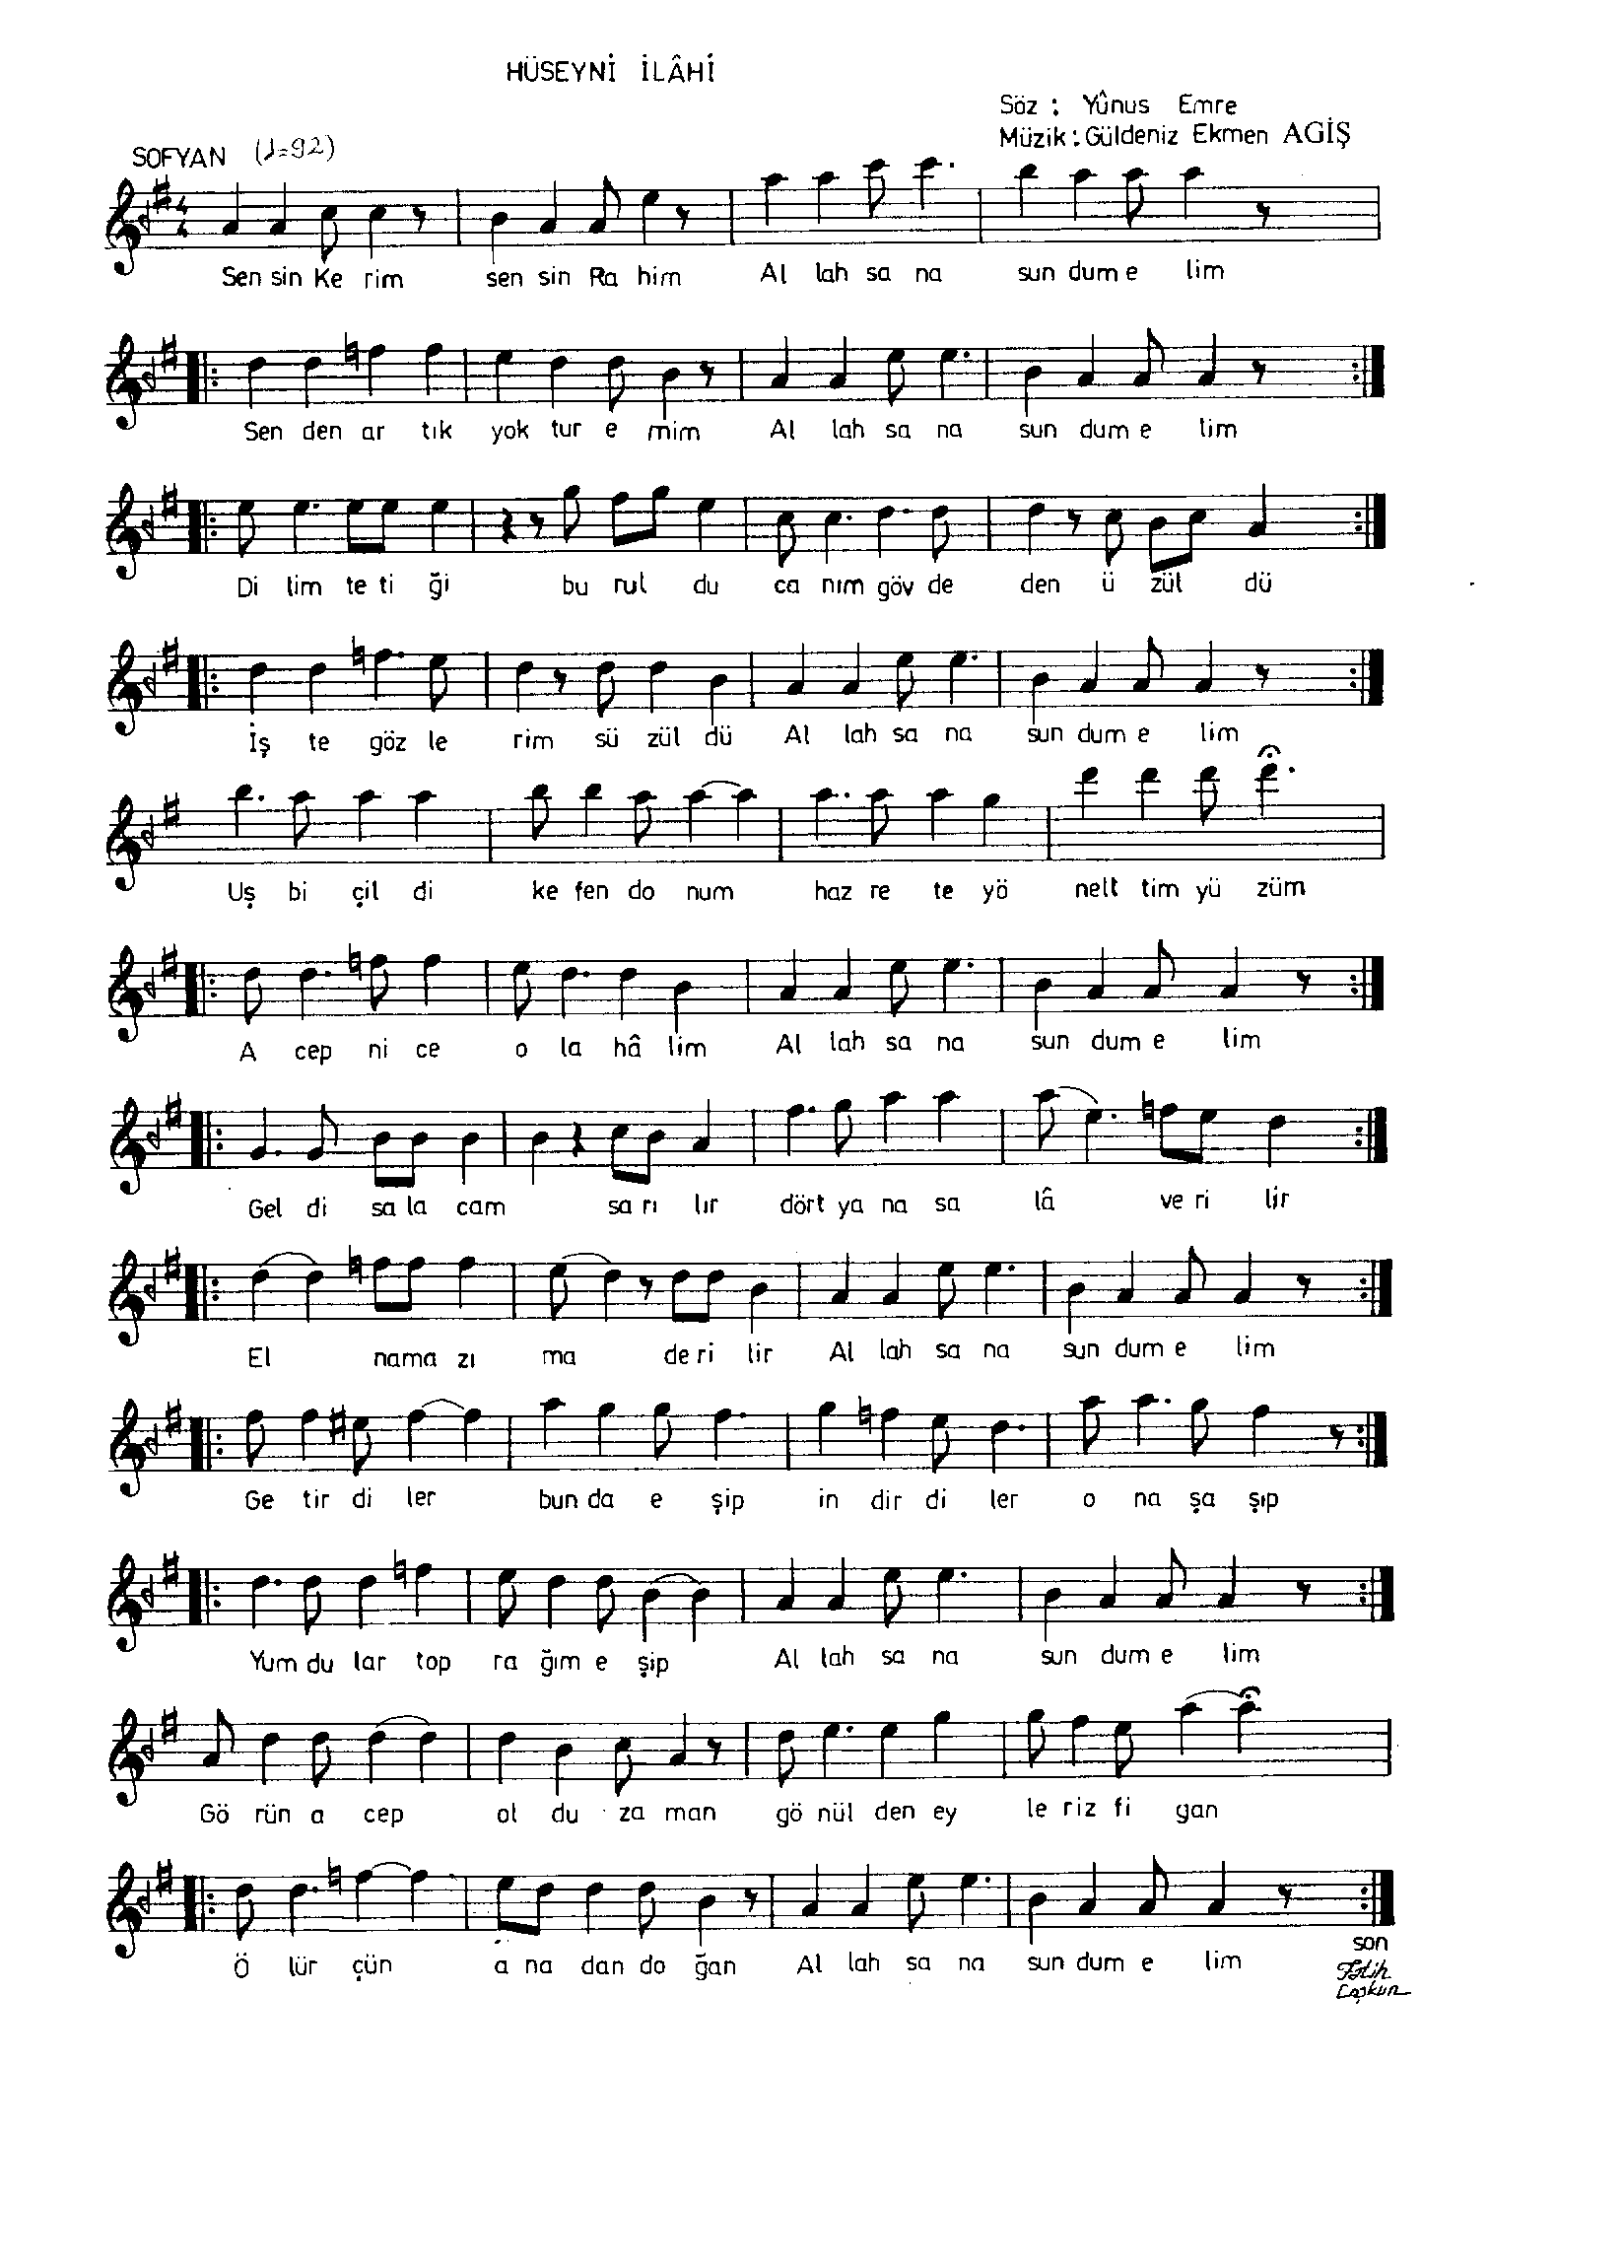 HÜSEYNİ İLÂHİ
Söz : Yûnus Emre
Müzik : Güldeniz Ekmen AGİŞ
SOFYAN (♩=92)
4
4
Sen sin Ke rim sen sin Ra him Al lah sa na sun dum e lim
Sen den ar tık yok tur e mim Al lah sa na sun dum e lim
Di lim te ti ği bu rul du ca nım göv de den ü zül dü
İş te göz le rim sü zül dü Al lah sa na sun dum e lim
Uş bi çil di ke fen do num haz re te yö nelt tim yü züm
A cep ni ce o la hâ lim Al lah sa na sun dum e lim
Gel di sa la cam sa rı lır dört ya na sa lâ ve ri lir
El nama zı ma de ri lir Al lah sa na sun dum e lim
Ge tir di ler bun da e şip in dir di ler o na şa şıp
Yum du lar top ra ğım e şip Al lah sa na sun dum e lim
Gö rün a cep ol du za man gö nül den ey le riz fi gan
Ö lür çün a na dan do ğan Al lah sa na sun dum e lim
son
Fatih
Coşkun